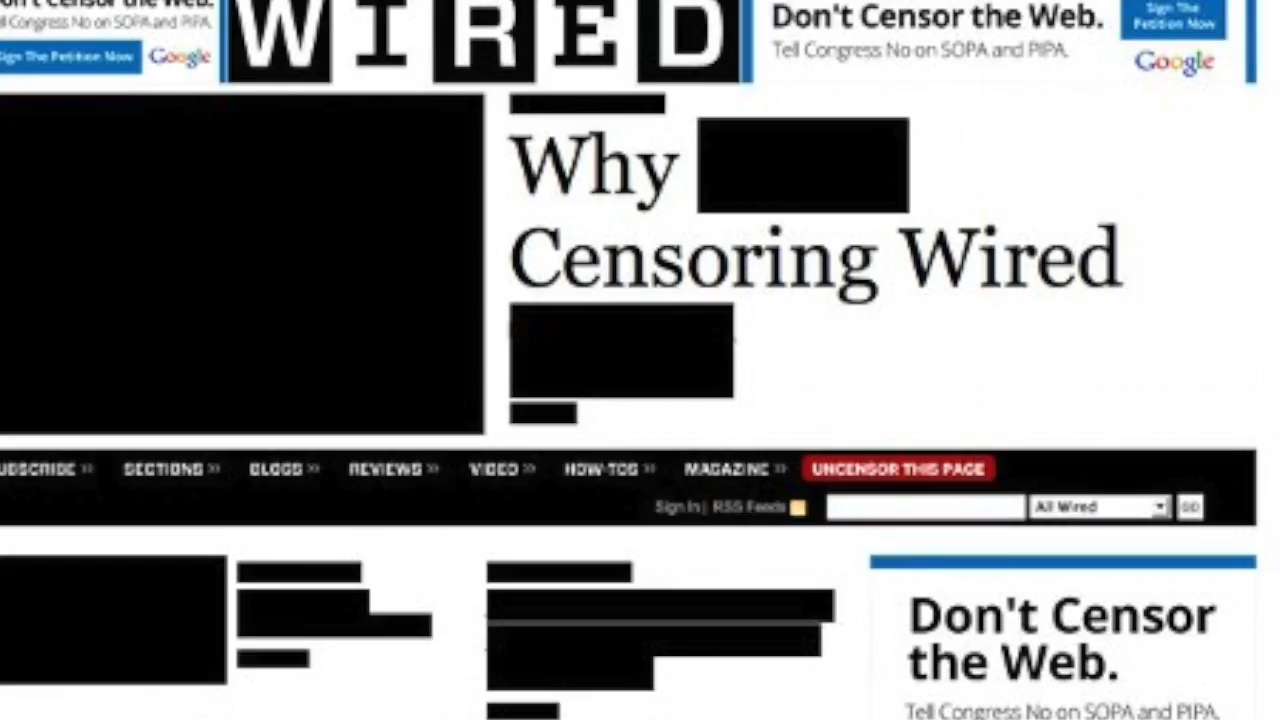 Don't Censor the Web.
Tell Congress No on SOPA and PIPA.
Sign The Petition Now
Google
WIRED
Don't Censor the Web.
Tell Congress No on SOPA and PIPA.
Sign The
Petition Now
Google
Why
Censoring Wired
UBSCRIBE »
SECTIONS »
BLOGS »
REVIEWS »
VIDEO »
HOW-TOS »
MAGAZINE »
UNCENSOR THIS PAGE
Sign In | RSS Feeds
All Wired
GO
Don't Censor
the Web.
Tell Congress No on SOPA and PIPA.